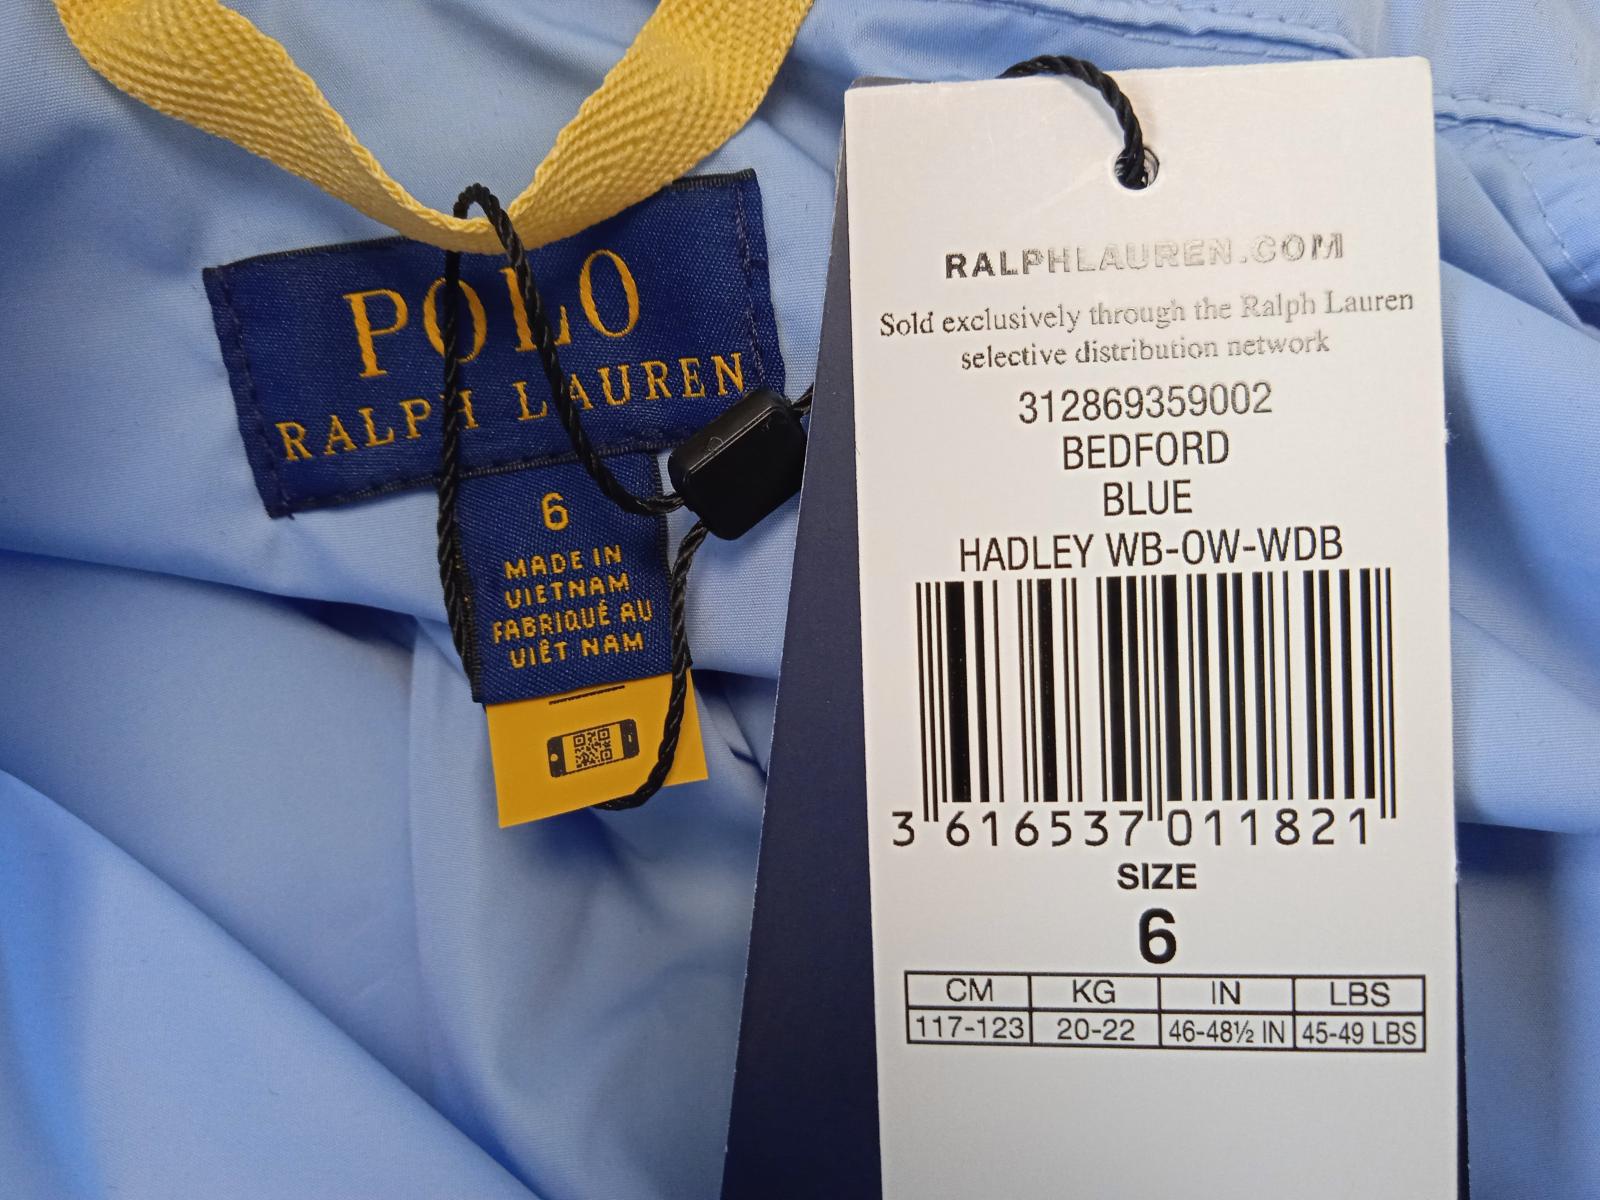 POLO
RALPH LAUREN
6
MADE IN
VIETNAM
FABRIQUÉ AU
VIÊT NAM
RALPHLAUREN.COM
Sold exclusively through the Ralph Lauren
selective distribution network
312869359002
BEDFORD
BLUE
HADLEY WB-OW-WDB
3 616537 011821
SIZE
6
CM KG IN LBS
117-123 20-22 46-48½ IN 45-49 LBS